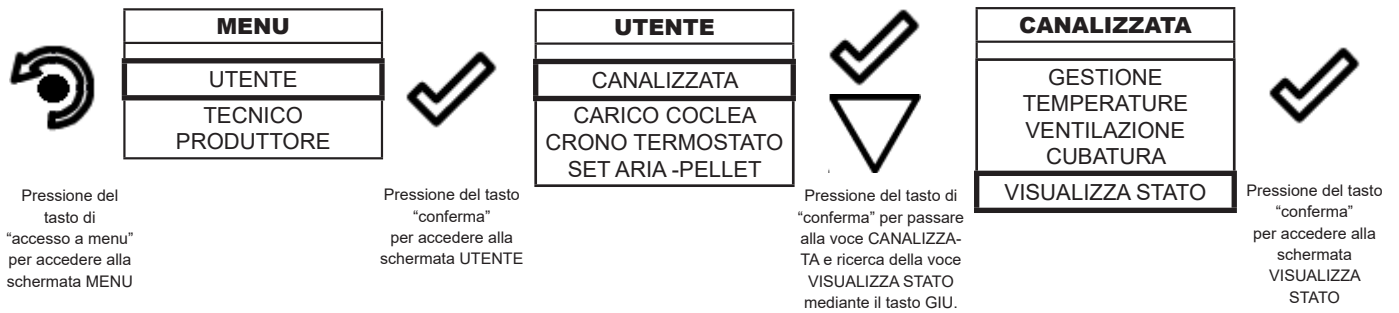 MENU
UTENTE
TECNICO
PRODUTTORE
Pressione del
tasto di
“accesso a menu”
per accedere alla
schermata MENU
Pressione del tasto
“conferma”
per accedere alla
schermata UTENTE
UTENTE
CANALIZZATA
CARICO COCLEA
CRONO TERMOSTATO
SET ARIA -PELLET
Pressione del tasto di
“conferma” per passare
alla voce CANALIZZA-
TA e ricerca della voce
VISUALIZZA STATO
mediante il tasto GIU.
CANALIZZATA
GESTIONE
TEMPERATURE
VENTILAZIONE
CUBATURA
VISUALIZZA STATO
Pressione del tasto
“conferma”
per accedere alla
schermata
VISUALIZZA
STATO